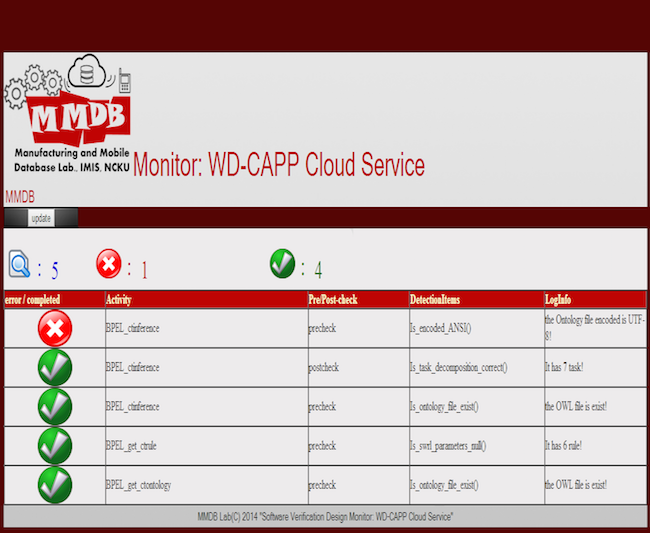 MMDB
Manufacturing and Mobile
Database Lab., IMIS, NCKU
Monitor: WD-CAPP Cloud Service
MMDB
update
: 5 : 1 : 4
error / completed Activity Pre/Post-check DetectionItems LogInfo
BPEL_ctinference precheck Is_encoded_ANSI() the Ontology file encoded is UTF-
8!
BPEL_ctinference postcheck Is_task_decomposition_correct() It has 7 task!
BPEL_ctinference precheck Is_ontology_file_exist() the OWL file is exist!
BPEL_get_ctrule precheck Is_swrl_parameters_null() It has 6 rule!
BPEL_get_ctontology precheck Is_ontology_file_exist() the OWL file is exist!
MMDB Lab(C) 2014 "Software Verification Design Monitor: WD-CAPP Cloud Service"